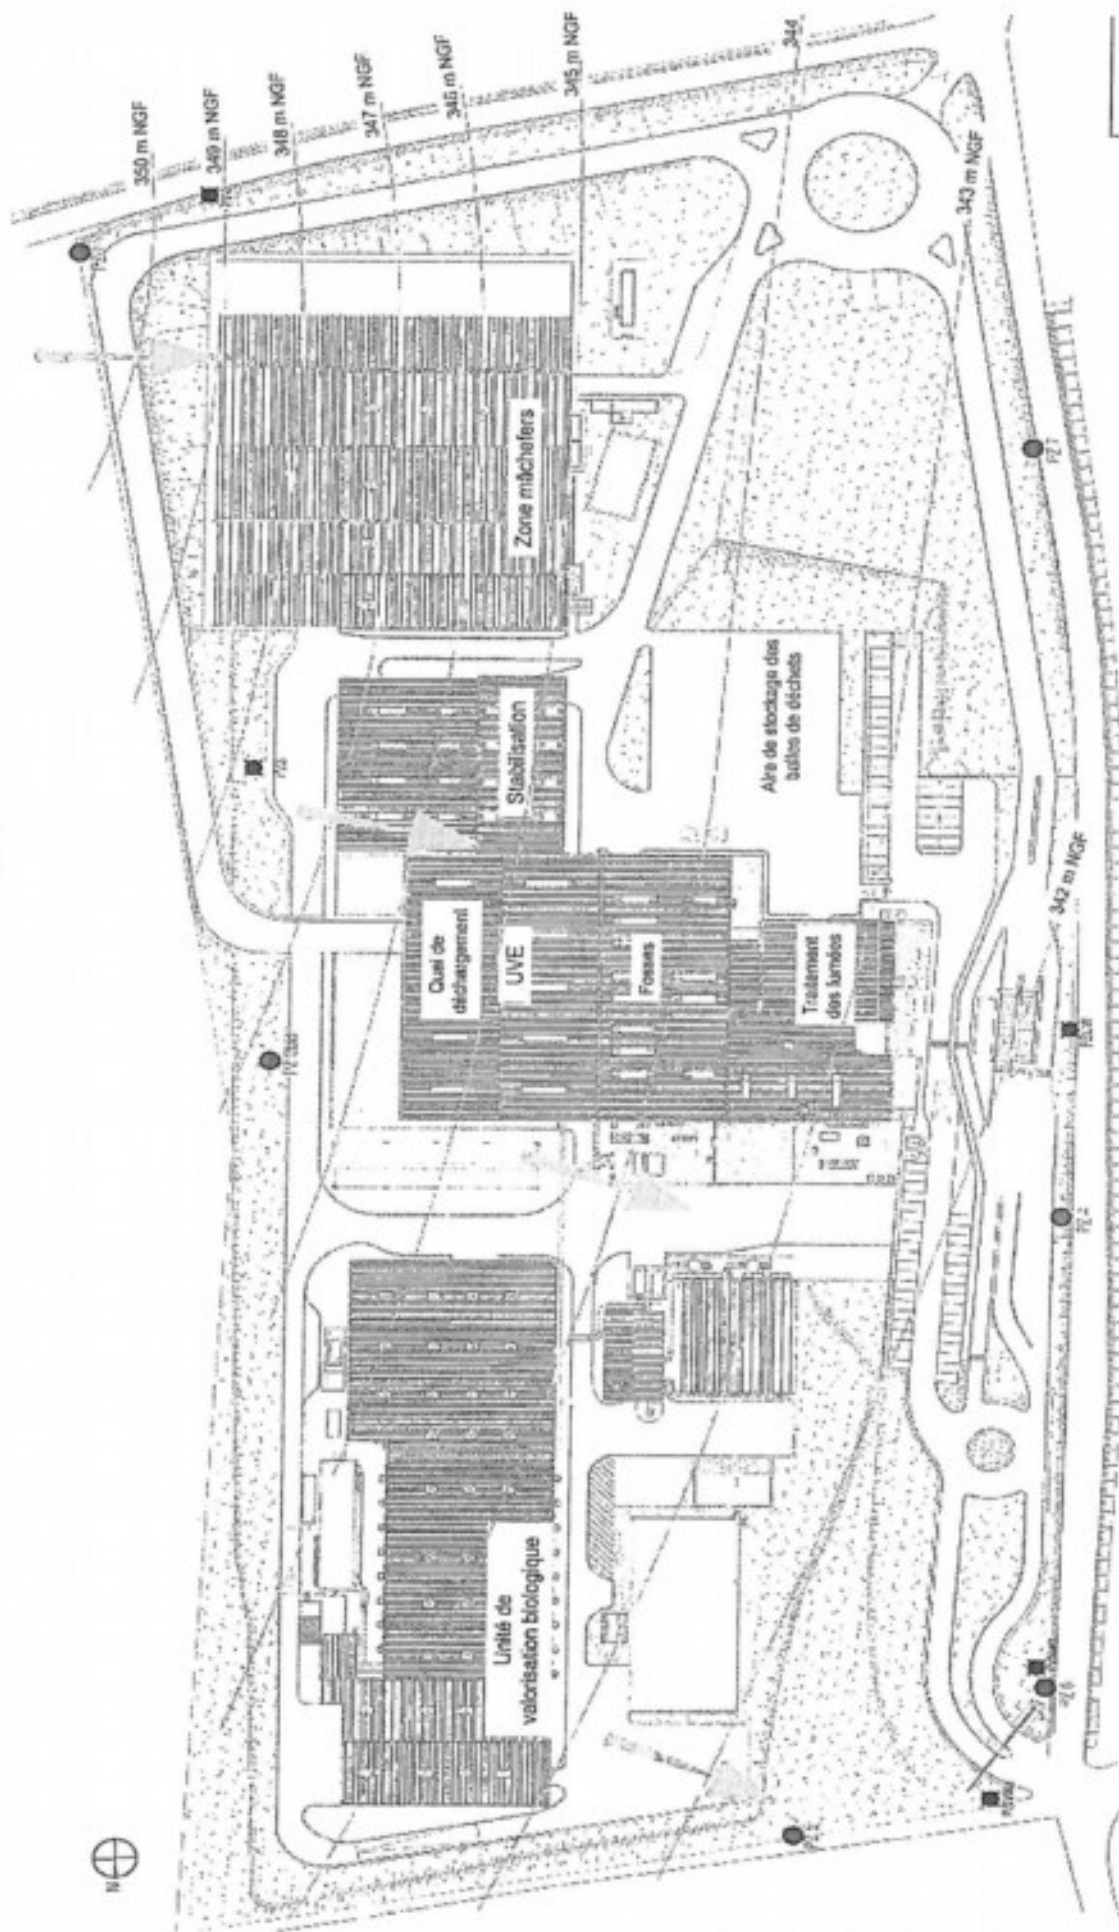 350 m NGF
349 m NGF
348 m NGF
347 m NGF
346 m NGF
345 m NGF
344
343 m NGF
342 m NGF
Zone mâchefers
Stabilisation
Quai de
déchargement
UVE
Fosses
Traitement
des fumées
Aire de stockage des
balles de déchets
Unité de
valorisation biologique
N